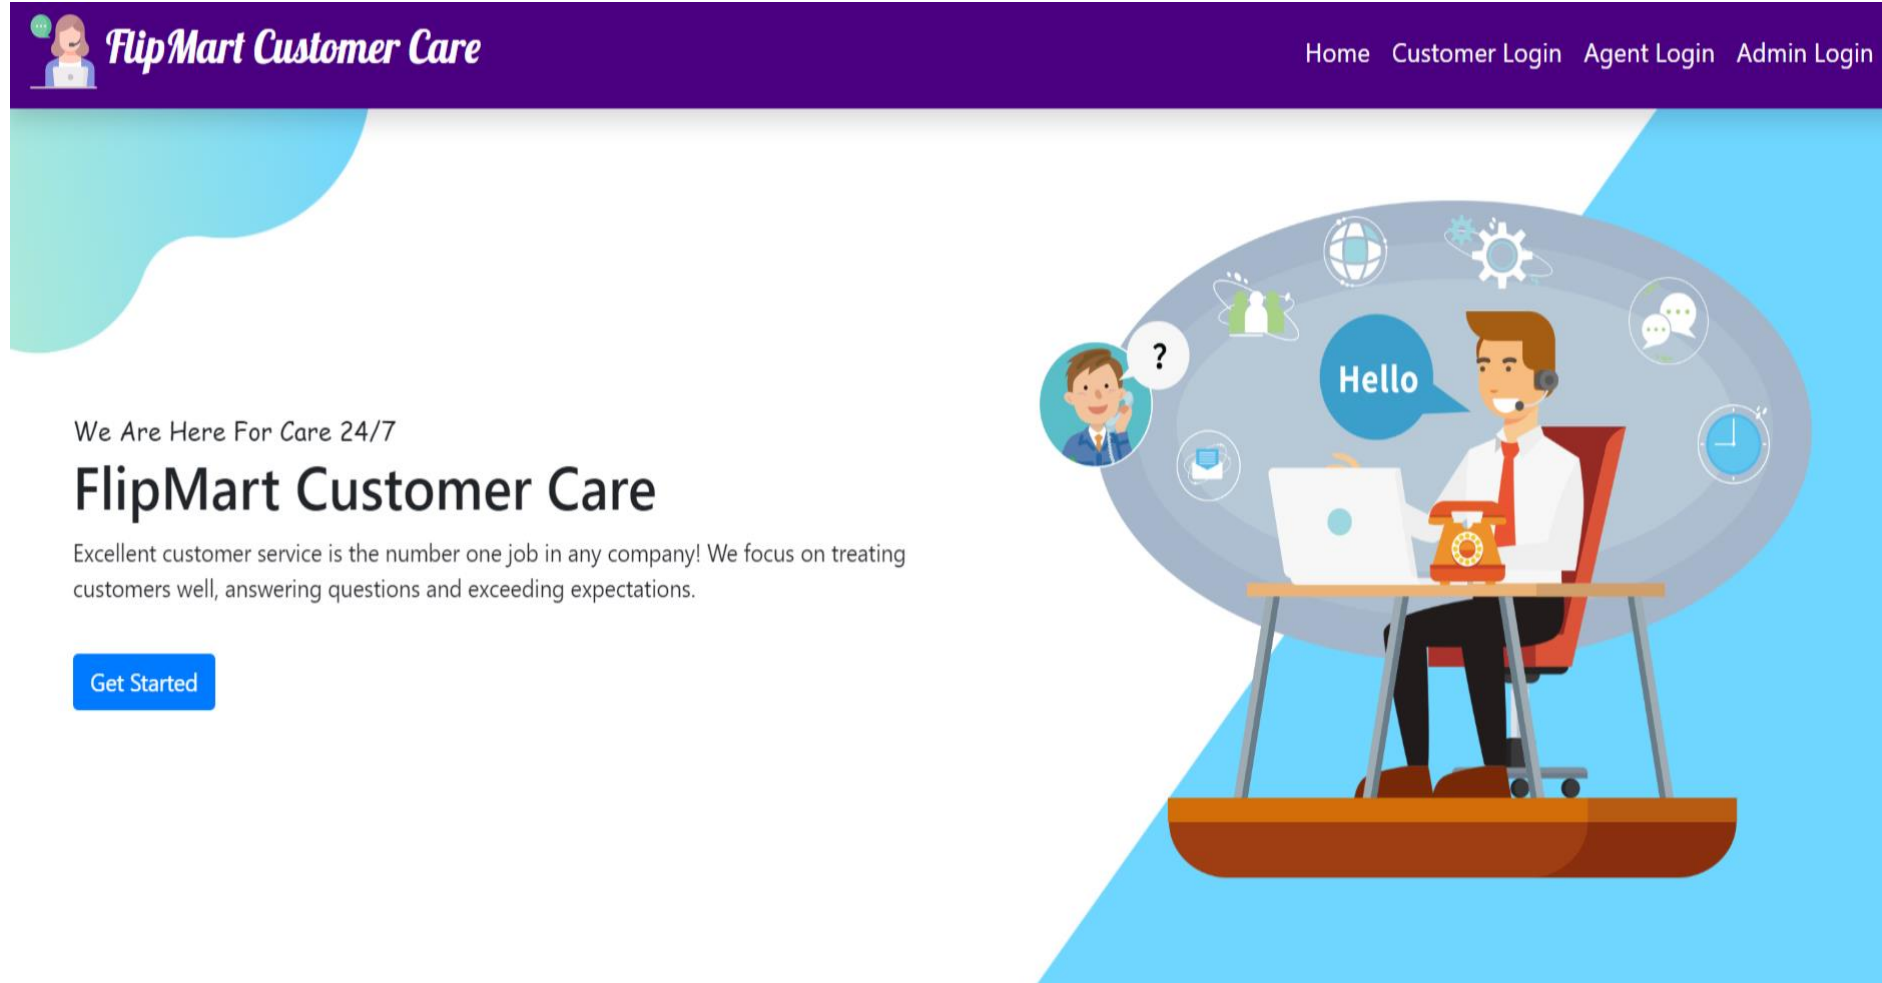 FlipMart Customer Care
Home Customer Login Agent Login Admin Login
?
Hello
We Are Here For Care 24/7
FlipMart Customer Care
Excellent customer service is the number one job in any company! We focus on treating
customers well, answering questions and exceeding expectations.
Get Started